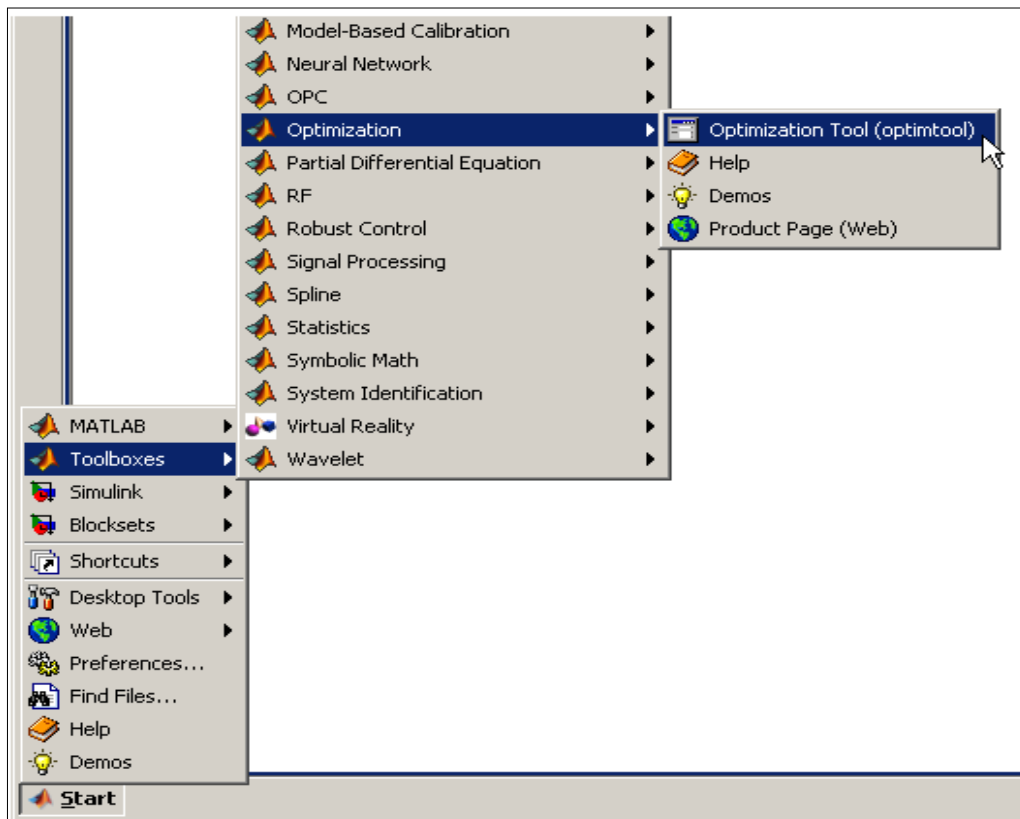 Model-Based Calibration
Neural Network
OPC
Optimization
Partial Differential Equation
RF
Robust Control
Signal Processing
Spline
Statistics
Symbolic Math
System Identification
Virtual Reality
Wavelet
Optimization Tool (optimtool)
Help
Demos
Product Page (Web)
MATLAB
Toolboxes
Simulink
Blocksets
Shortcuts
Desktop Tools
Web
Preferences...
Find Files...
Help
Demos
Start